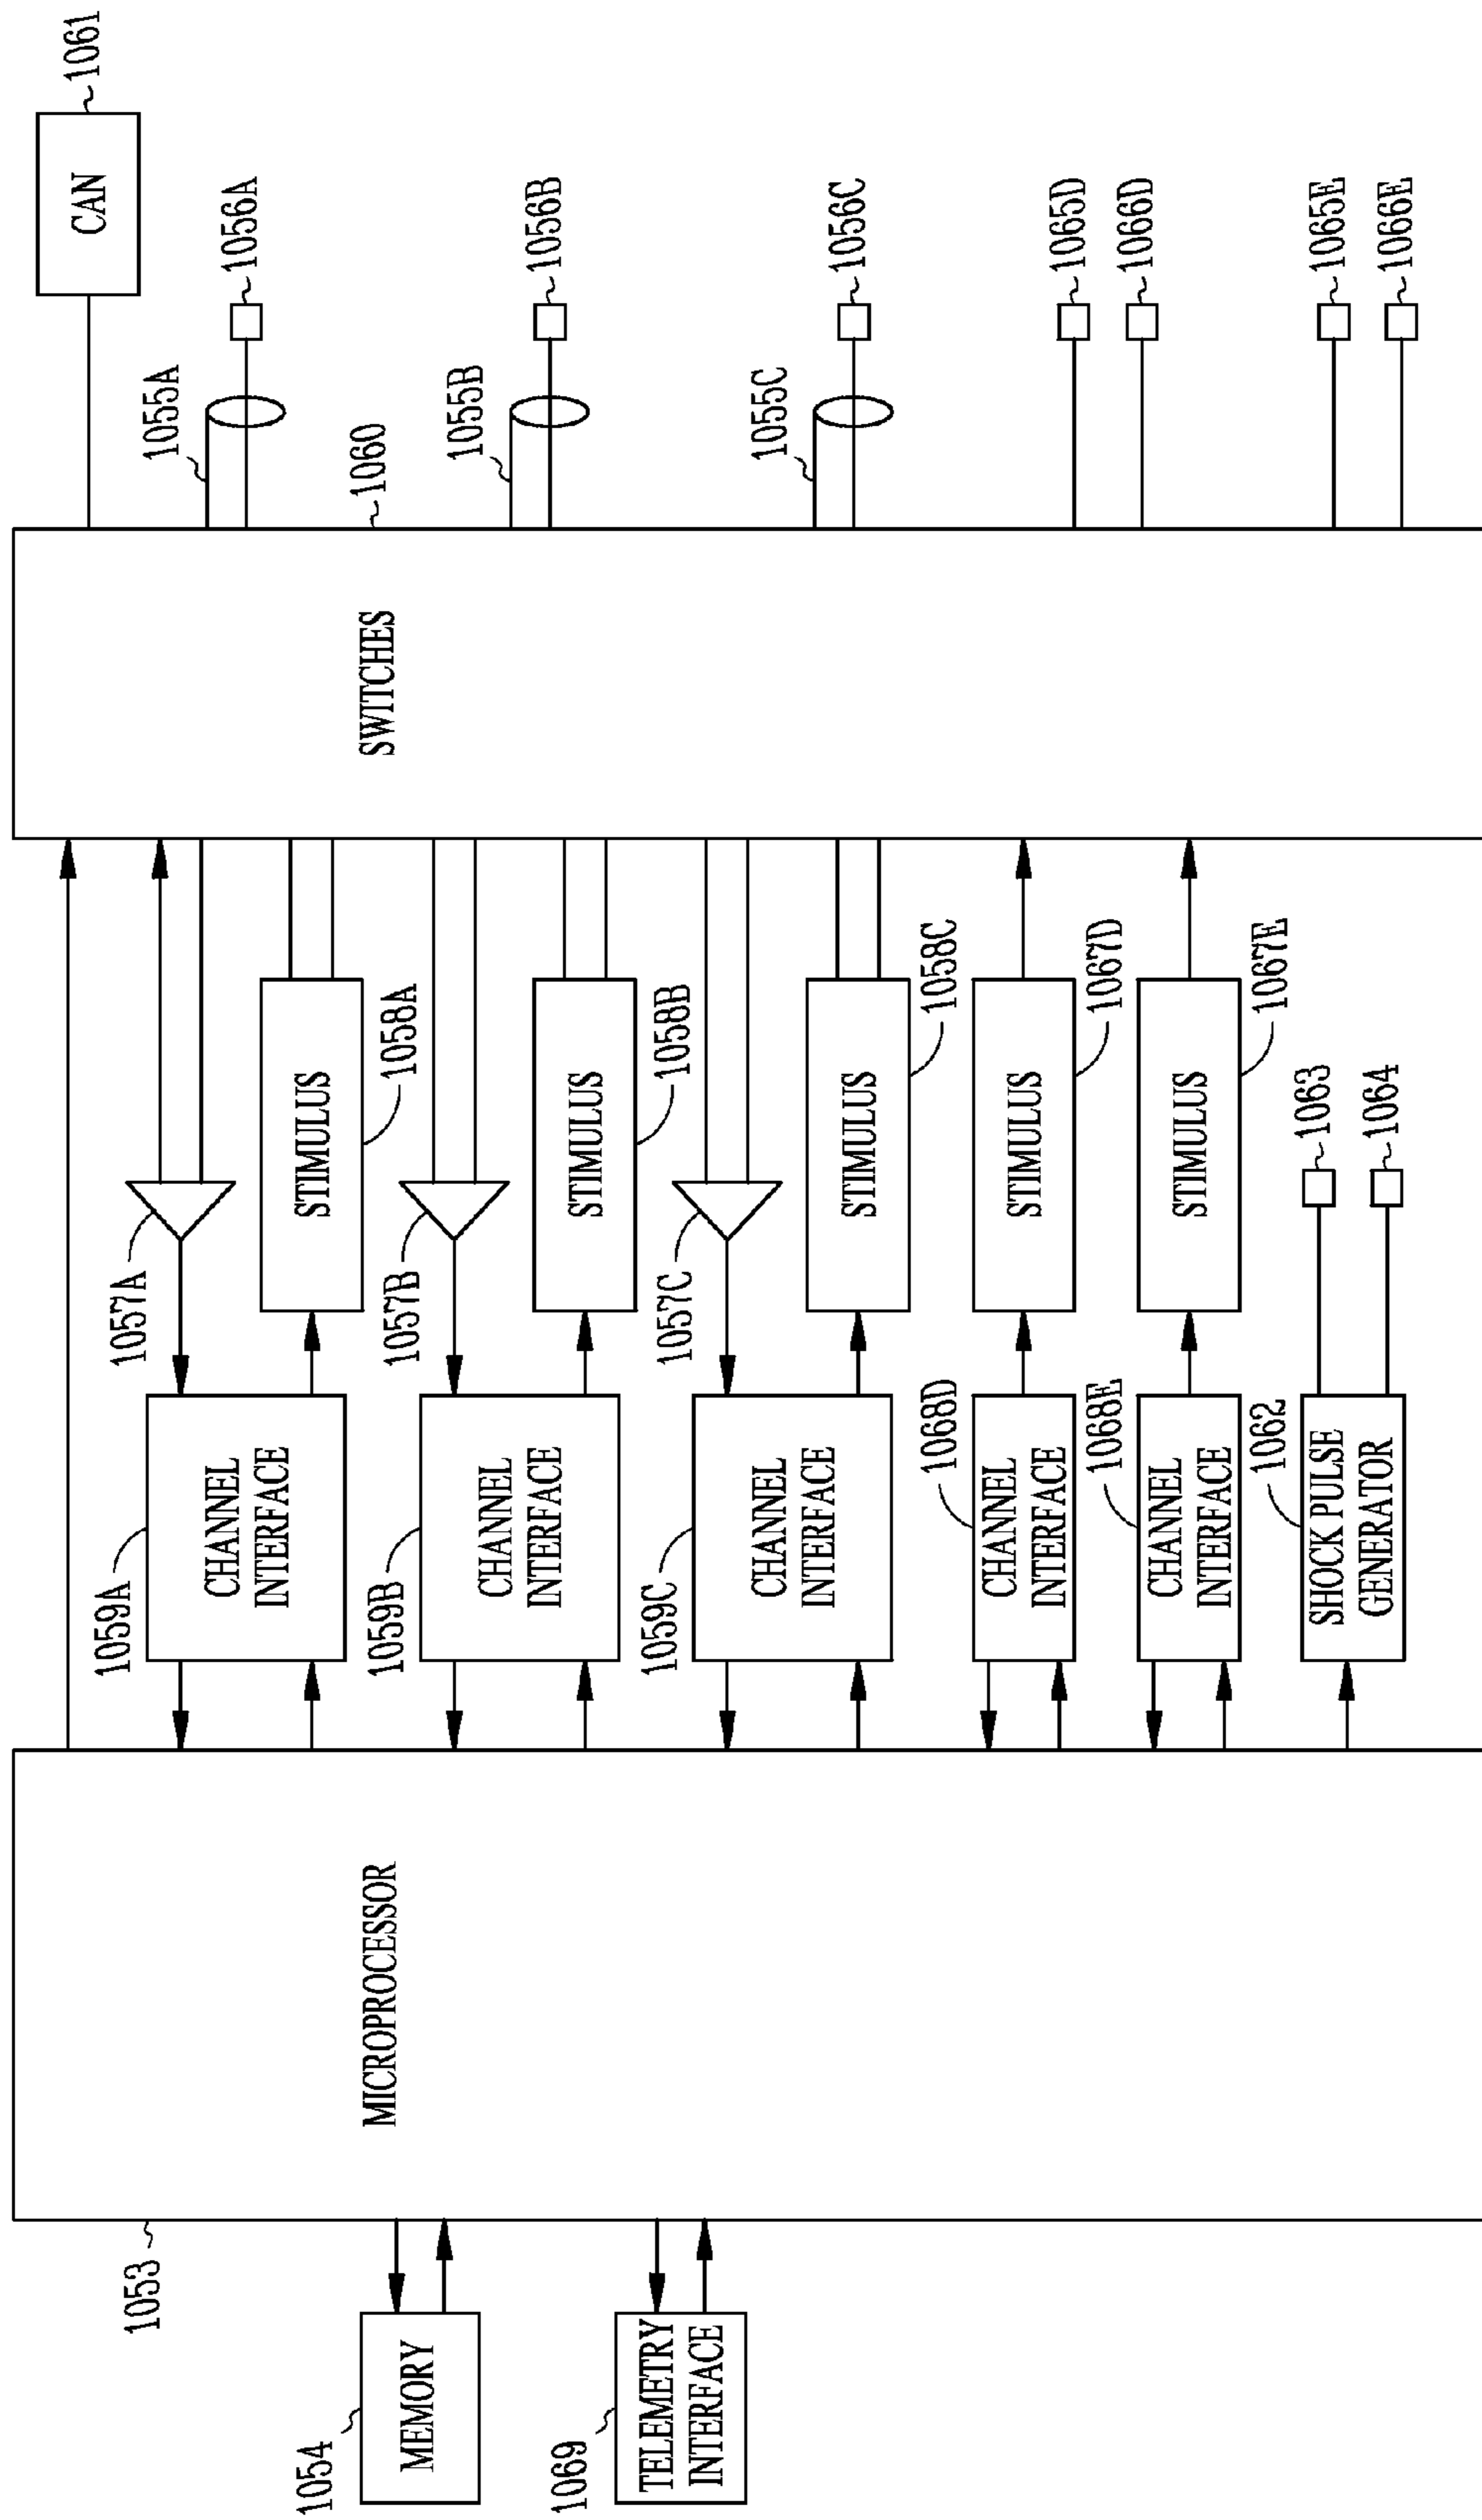 1053
MICROPROCESSOR
1054
MEMORY
1069
TELEMETRY
INTERFACE
1059A
CHANNEL
INTERFACE
1057A
STIMULUS
1058A
1059B
CHANNEL
INTERFACE
1057B
STIMULUS
1058B
1059C
CHANNEL
INTERFACE
1057C
STIMULUS
1058C
1068D
CHANNEL
INTERFACE
STIMULUS
1067D
1068E
CHANNEL
INTERFACE
STIMULUS
1067E
1062
SHOCK PULSE
GENERATOR
1063
1064
SWITCHES
1060
CAN
1061
1055A
1056A
1055B
1056B
1055C
1056C
1065D
1066D
1065E
1066E